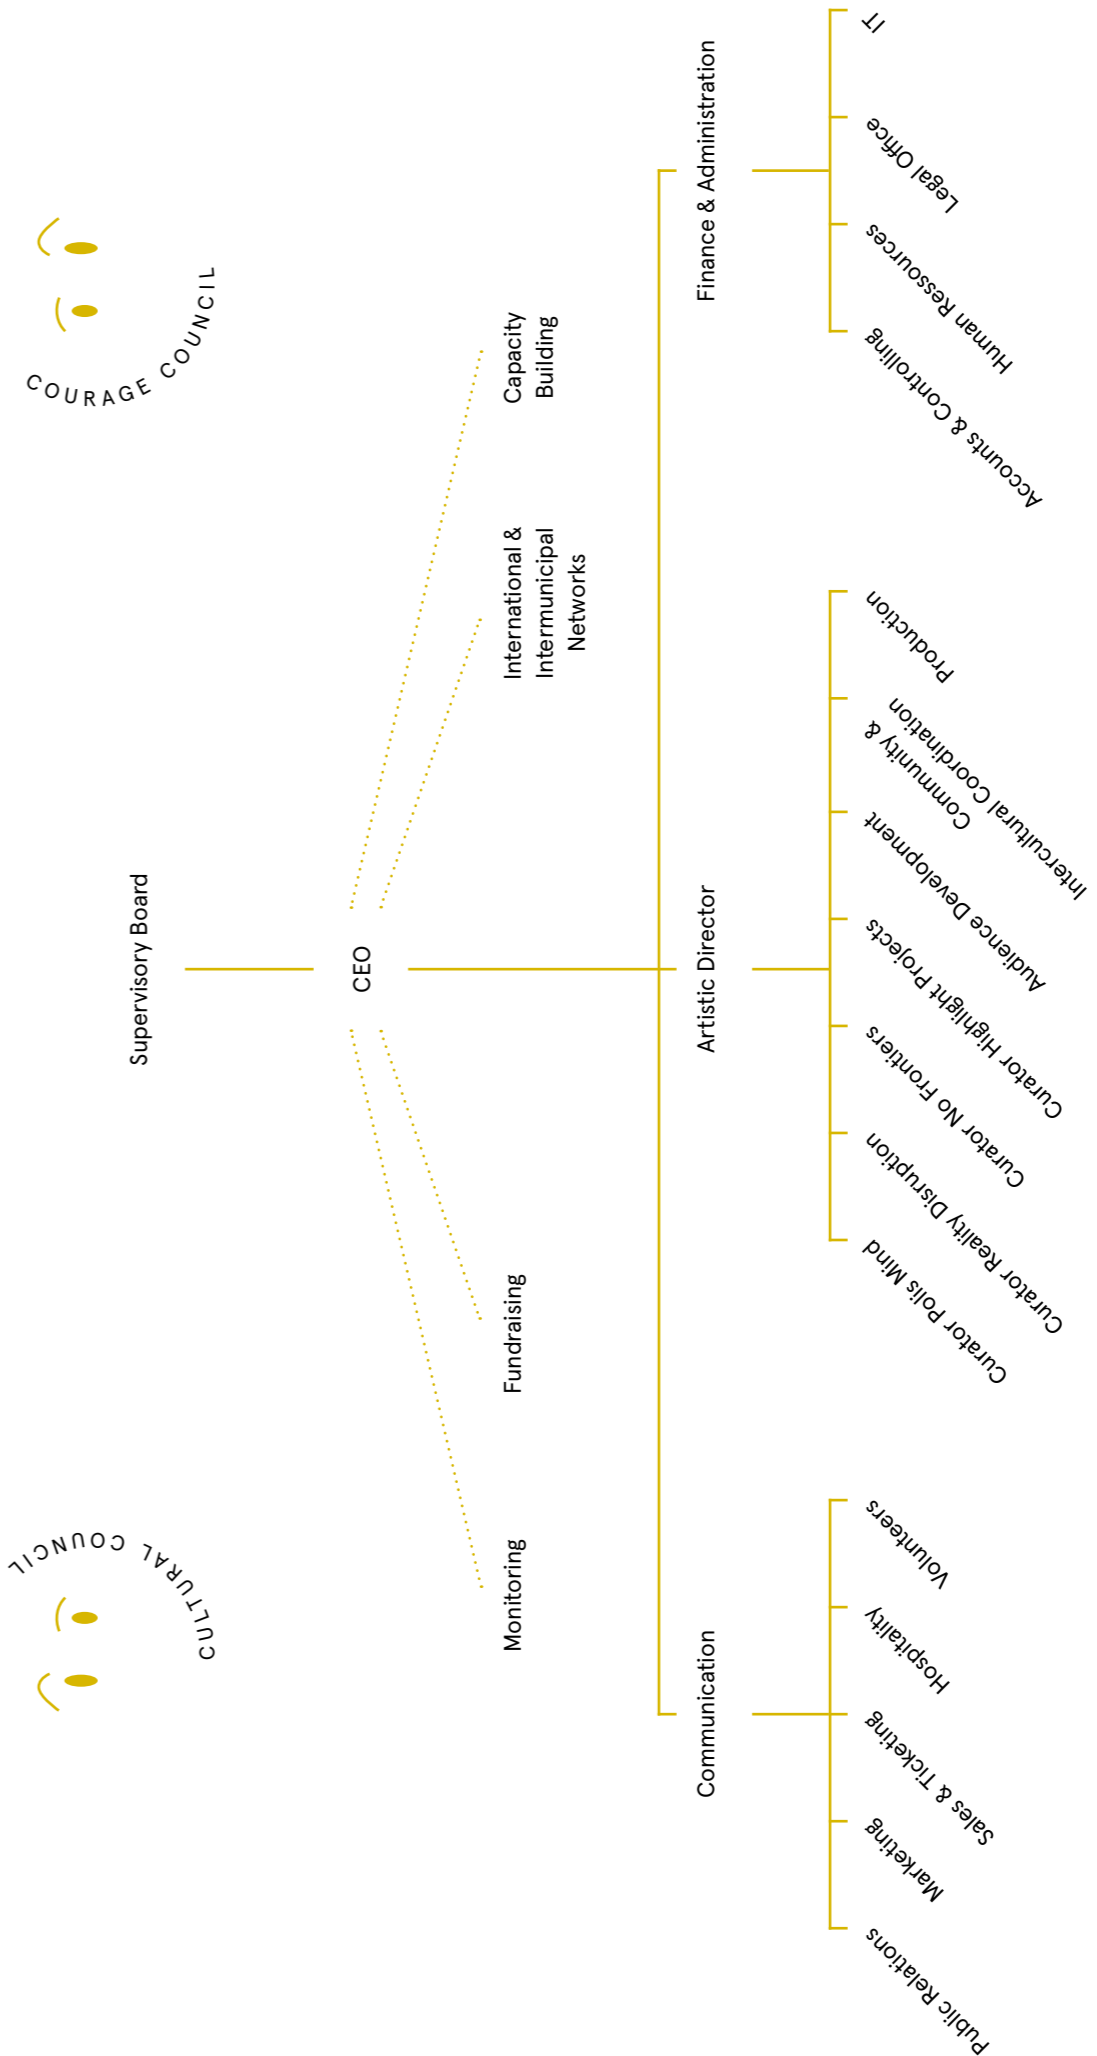 CULTURAL COUNCIL
COURAGE COUNCIL
Supervisory Board
CEO
Monitoring
Fundraising
International &
Intermunicipal
Networks
Capacity
Building
Communication
Artistic Director
Finance & Administration
Public Relations
Marketing
Sales & Ticketing
Hospitality
Volunteers
Curator Polis Mind
Curator Reality Disruption
Curator No Frontiers
Curator Highlight Projects
Audience Development
Community &
Intercultural Coordination
Production
Accounts & Controlling
Human Ressources
Legal Office
IT